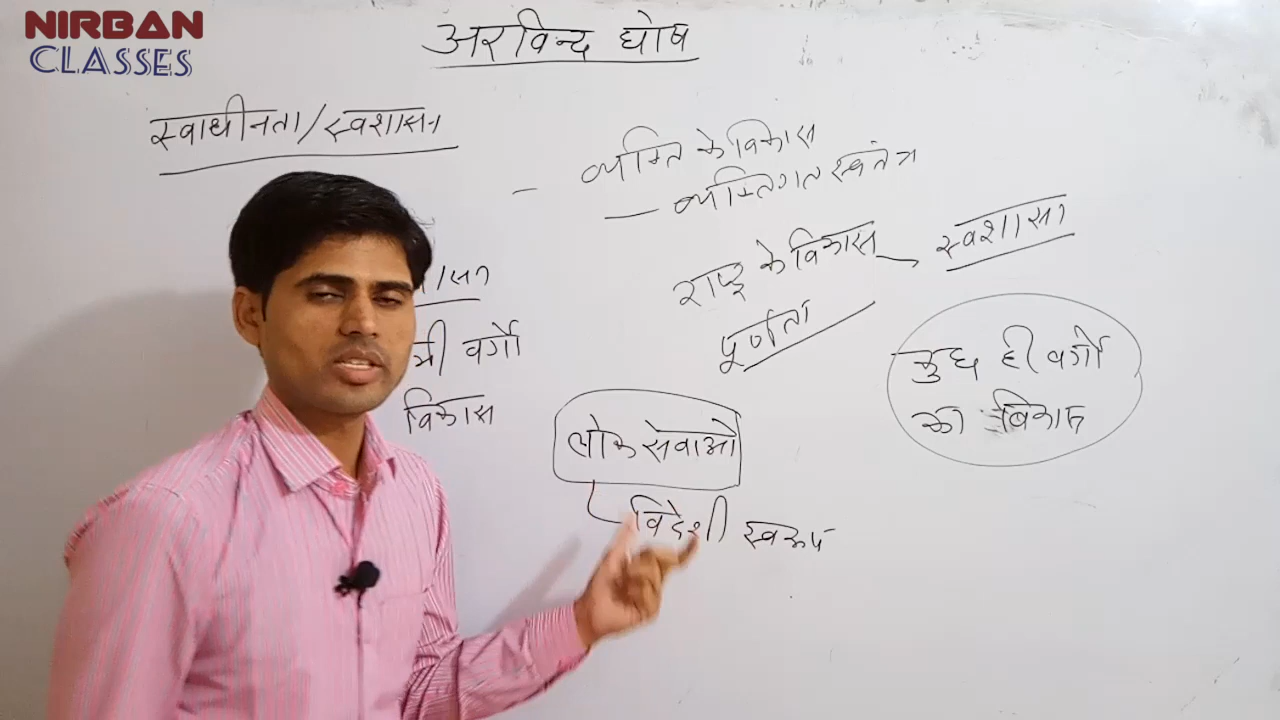 NIRBAN
CLASSES
अरविन्द घोष
स्वाधीनता/स्वशासन
- व्यक्ति के विकास
- व्यक्तिगत स्वतंत्र
राष्ट्र के विकास
स्वशासन
पूर्णता
वर्गो
विकास
कुछ ही वर्गो
का विकास
लोक सेवाओ
विदेशी स्वरूप